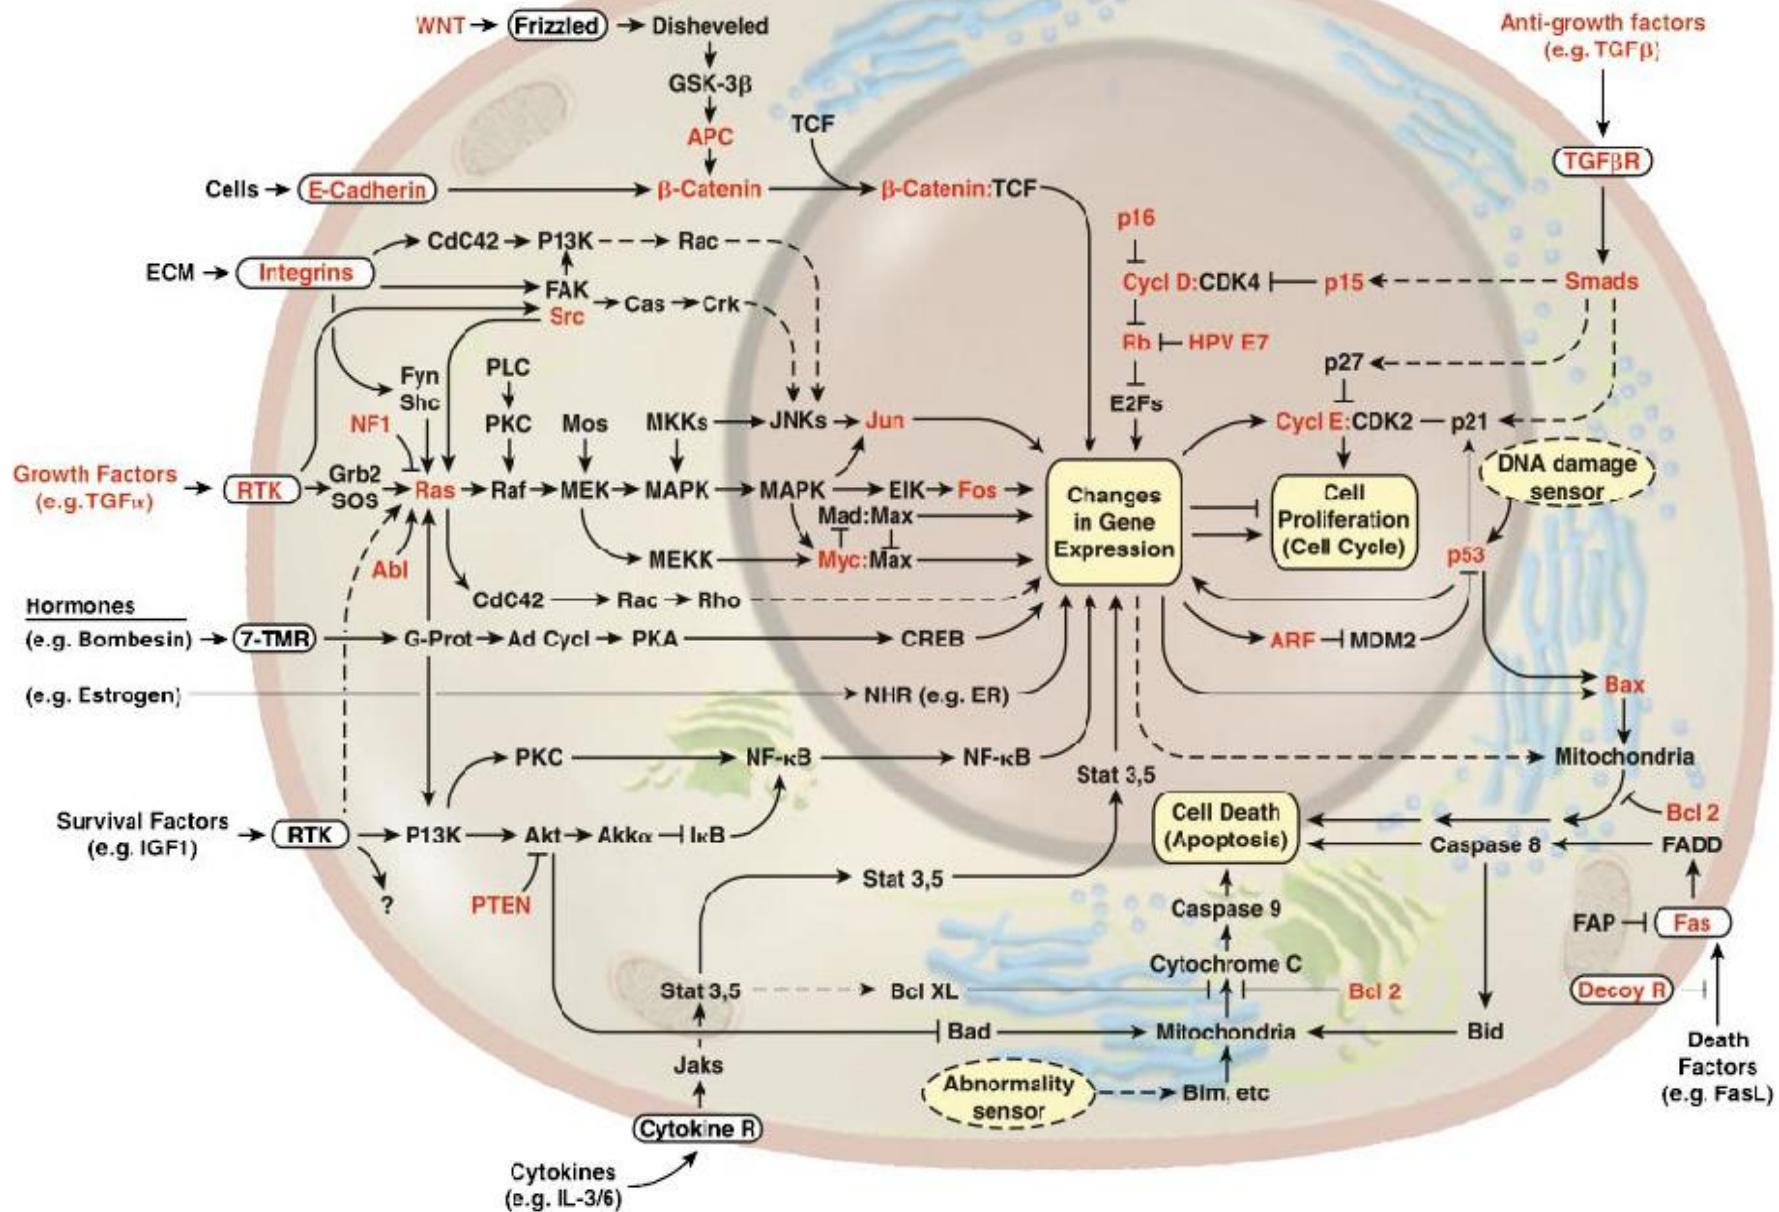 WNT
Frizzled
Disheveled
GSK-3β
APC
TCF
Cells
E-Cadherin
β-Catenin
β-Catenin:TCF
Anti-growth factors
(e.g. TGFβ)
TGFβR
Smads
ECM
Integrins
CdC42
P13K
Rac
FAK
Src
Cas
Crk
p16
Cycl D:CDK4
p15
Rb
HPV E7
E2Fs
p27
Cycl E:CDK2
p21
DNA damage
sensor
Fyn
Shc
NF1
PLC
PKC
Mos
MKKs
JNKs
Jun
Growth Factors
(e.g. TGFα)
RTK
Grb2
SOS
Ras
Raf
MEK
MAPK
MAPK
ElK
Fos
Mad:Max
MEKK
Myc:Max
Abl
CdC42
Rac
Rho
Changes
in Gene
Expression
Cell
Proliferation
(Cell Cycle)
p53
Hormones
(e.g. Bombesin)
7-TMR
G-Prot
Ad Cycl
PKA
CREB
ARF
MDM2
(e.g. Estrogen)
NHR (e.g. ER)
Bax
PKC
NF-κB
NF-κB
Stat 3,5
Mitochondria
Survival Factors
(e.g. IGF1)
RTK
P13K
Akt
Akkα
IκB
?
PTEN
Cell Death
(Apoptosis)
Bcl 2
Caspase 8
FADD
Stat 3,5
Caspase 9
FAP
Fas
Cytochrome C
Stat 3,5
Bcl XL
Bcl 2
Decoy R
Bad
Mitochondria
Bid
Death
Factors
(e.g. FasL)
Jaks
Abnormality
sensor
Bim, etc
Cytokine R
Cytokines
(e.g. IL-3/6)